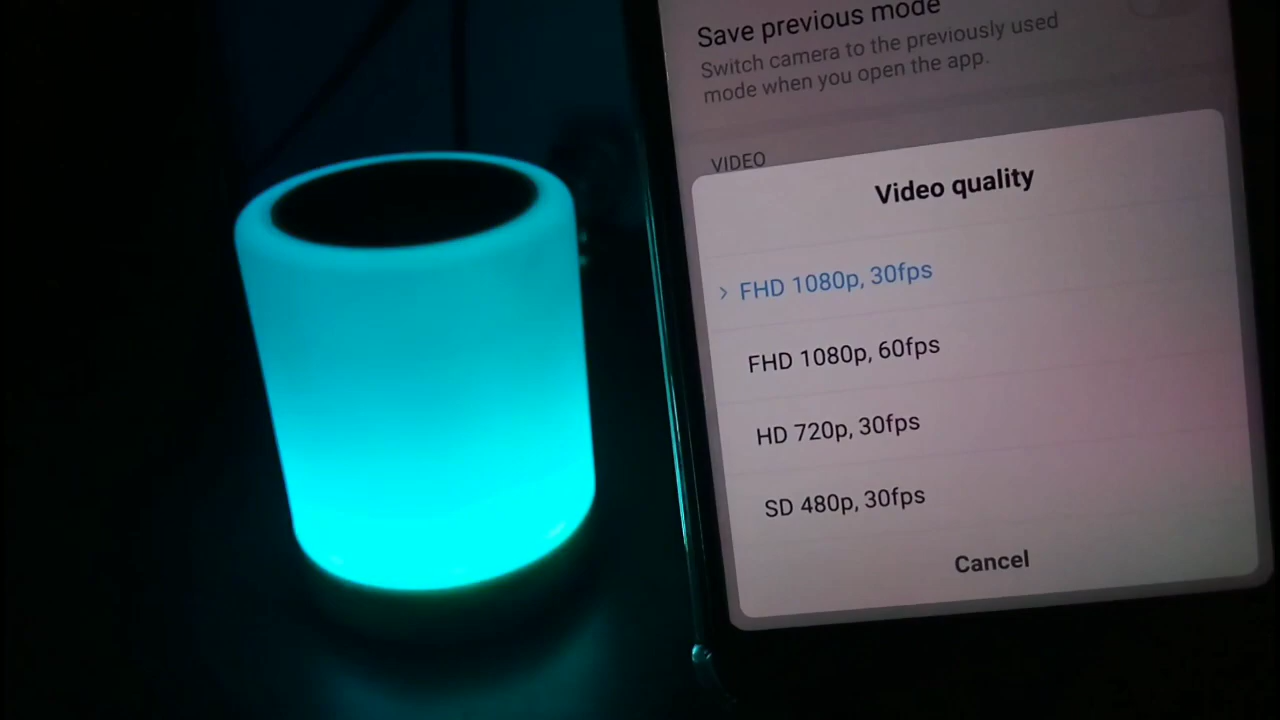 Save previous mode
Switch camera to the previously used
mode when you open the app.
VIDEO
Video quality
FHD 1080p, 30fps
FHD 1080p, 60fps
HD 720p, 30fps
SD 480p, 30fps
Cancel